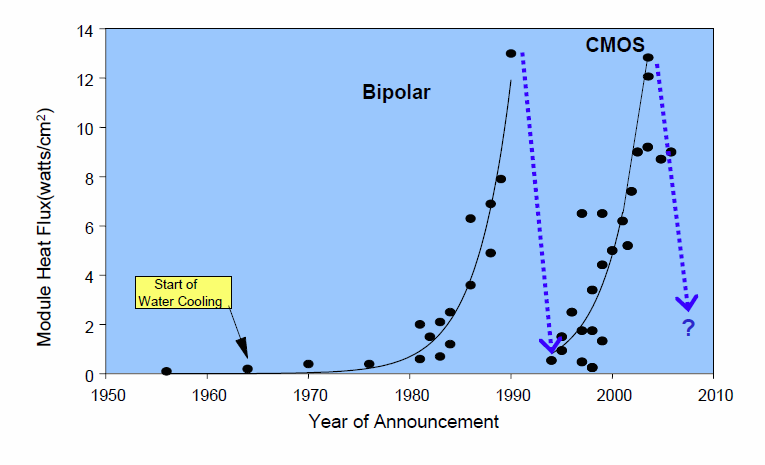 14
12
10
8
6
4
2
0
Module Heat Flux(watts/cm2)
CMOS
Bipolar
Start of
Water Cooling
?
1950
1960
1970
1980
1990
2000
2010
Year of Announcement